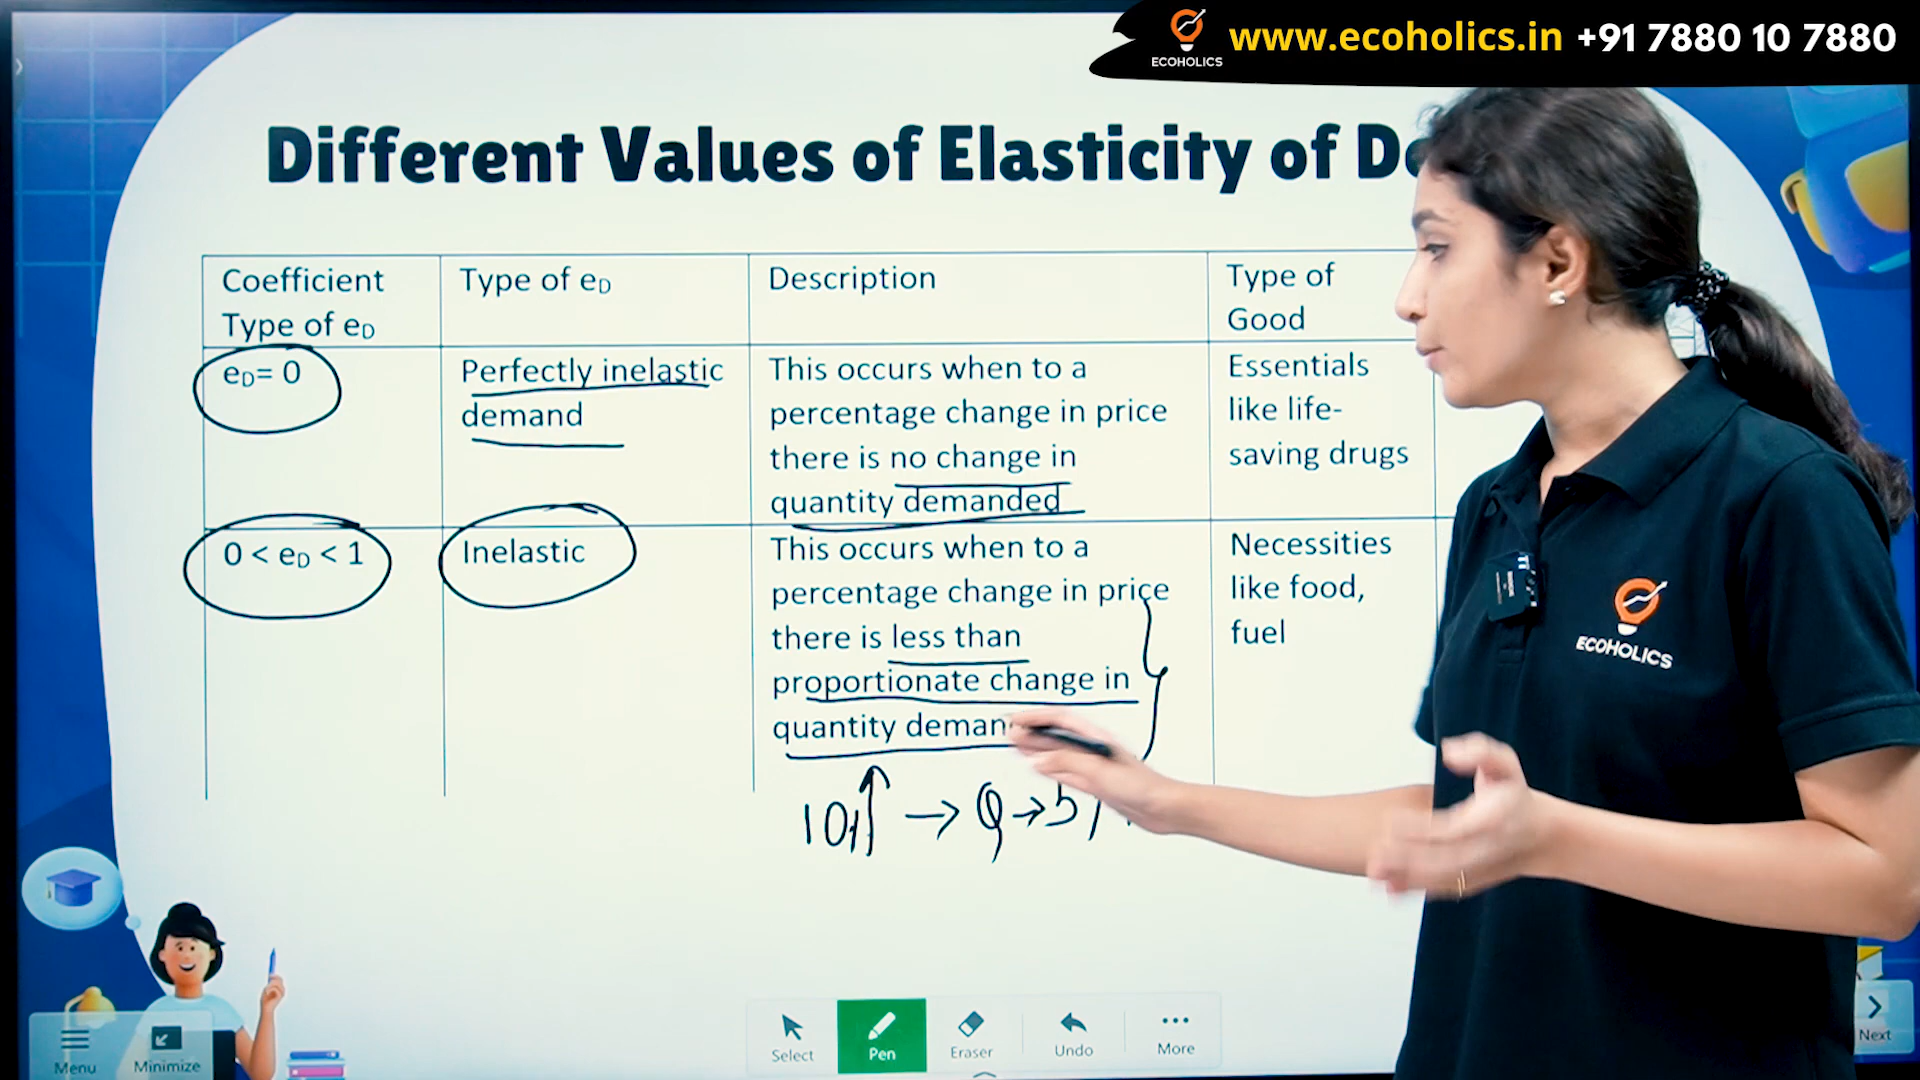 ECOHOLICS
www.ecoholics.in +91 7880 10 7880
Different Values of Elasticity of De
Coefficient
Type of eD
Type of eD
Description
Type of
Good
eD= 0
Perfectly inelastic
demand
This occurs when to a
percentage change in price
there is no change in
quantity demanded
Essentials
like life-
saving drugs
0 < eD < 1
Inelastic
This occurs when to a
percentage change in price
there is less than
proportionate change in
quantity deman
Necessities
like food,
fuel
→ Q → 5
ECOHOLICS
Menu
Minimize
Select
Pen
Eraser
Undo
More
Next